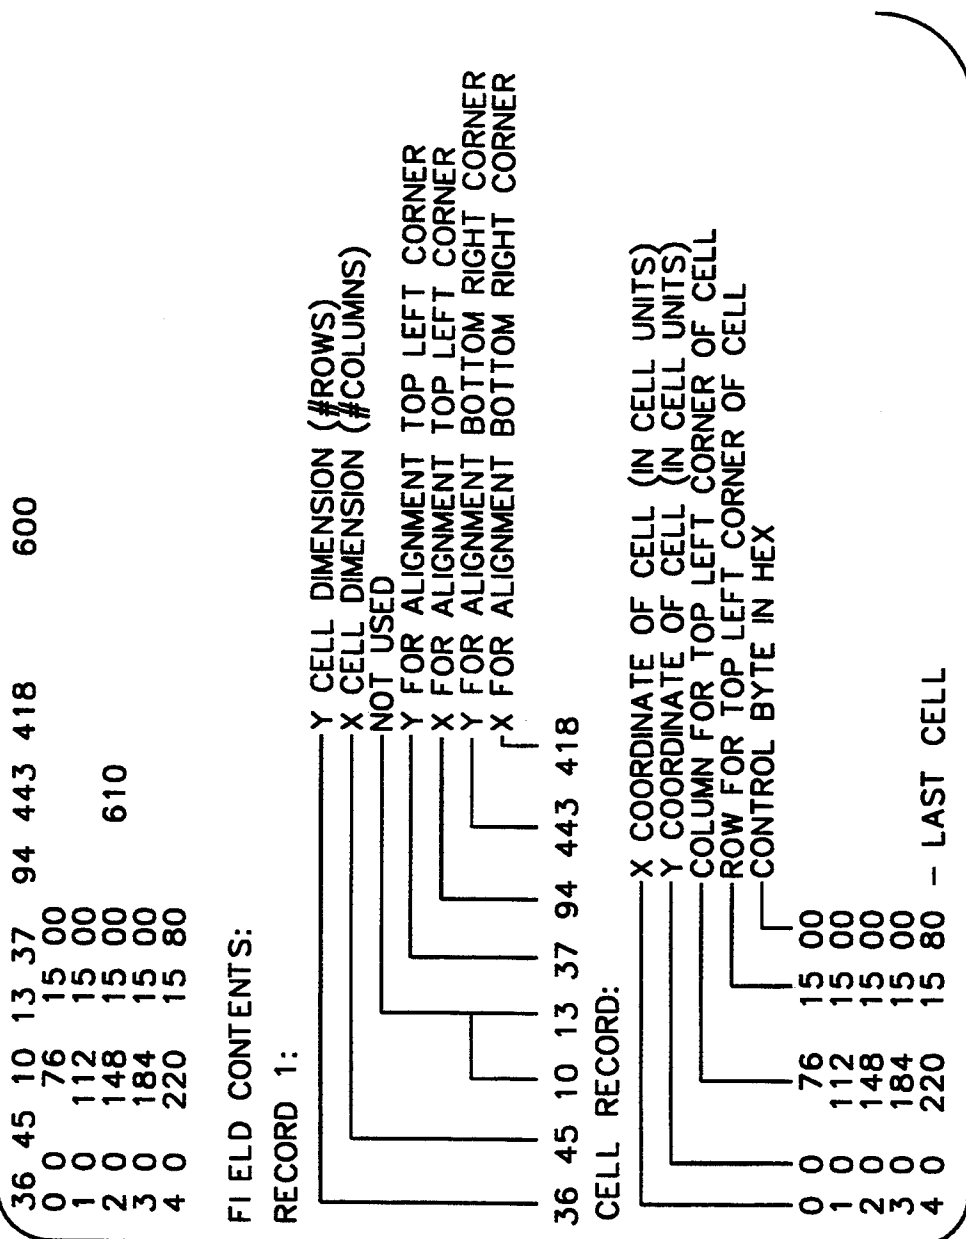 36 45 10 13 37 94 443 418 600
0 0 76 15 00
1 0 112 15 00
2 0 148 15 00 610
3 0 184 15 00
4 0 220 15 80
FIELD CONTENTS:
RECORD 1:
Y CELL DIMENSION (#ROWS)
X CELL DIMENSION (#COLUMNS)
NOT USED
Y FOR ALIGNMENT TOP LEFT CORNER
X FOR ALIGNMENT TOP LEFT CORNER
Y FOR ALIGNMENT BOTTOM RIGHT CORNER
X FOR ALIGNMENT BOTTOM RIGHT CORNER
36 45 10 13 37 94 443 418
CELL RECORD:
X COORDINATE OF CELL (IN CELL UNITS)
Y COORDINATE OF CELL (IN CELL UNITS)
COLUMN FOR TOP LEFT CORNER OF CELL
ROW FOR TOP LEFT CORNER OF CELL
CONTROL BYTE IN HEX
0 0 76 15 00
1 0 112 15 00
2 0 148 15 00
3 0 184 15 00
4 0 220 15 80 – LAST CELL